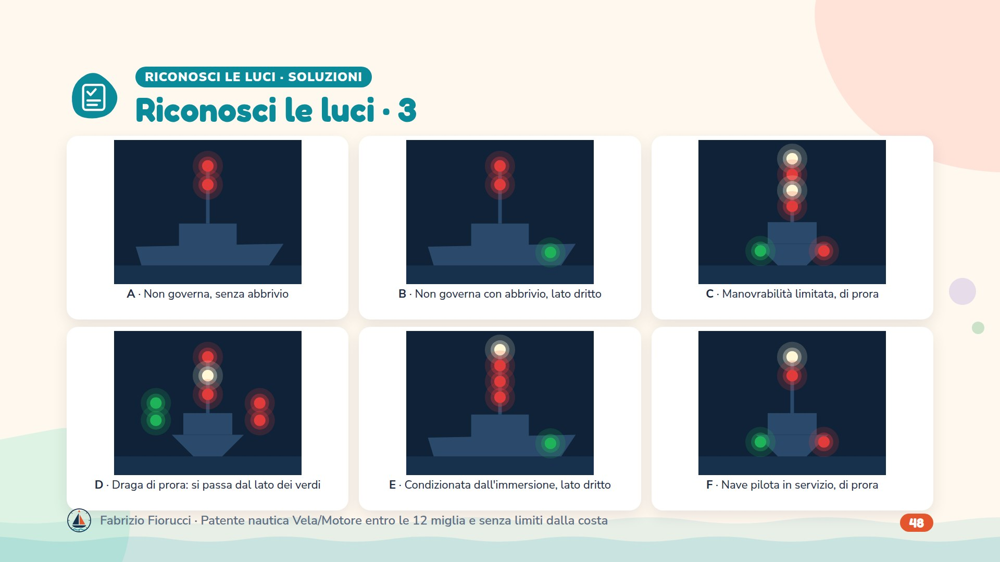 RICONOSCI LE LUCI · SOLUZIONI
Riconosci le luci · 3
A · Non governa, senza abbrivio
B · Non governa con abbrivio, lato dritto
C · Manovrabilità limitata, di prora
D · Draga di prora: si passa dal lato dei verdi
E · Condizionata dall'immersione, lato dritto
F · Nave pilota in servizio, di prora
Fabrizio Fiorucci · Patente nautica Vela/Motore entro le 12 miglia e senza limiti dalla costa
48